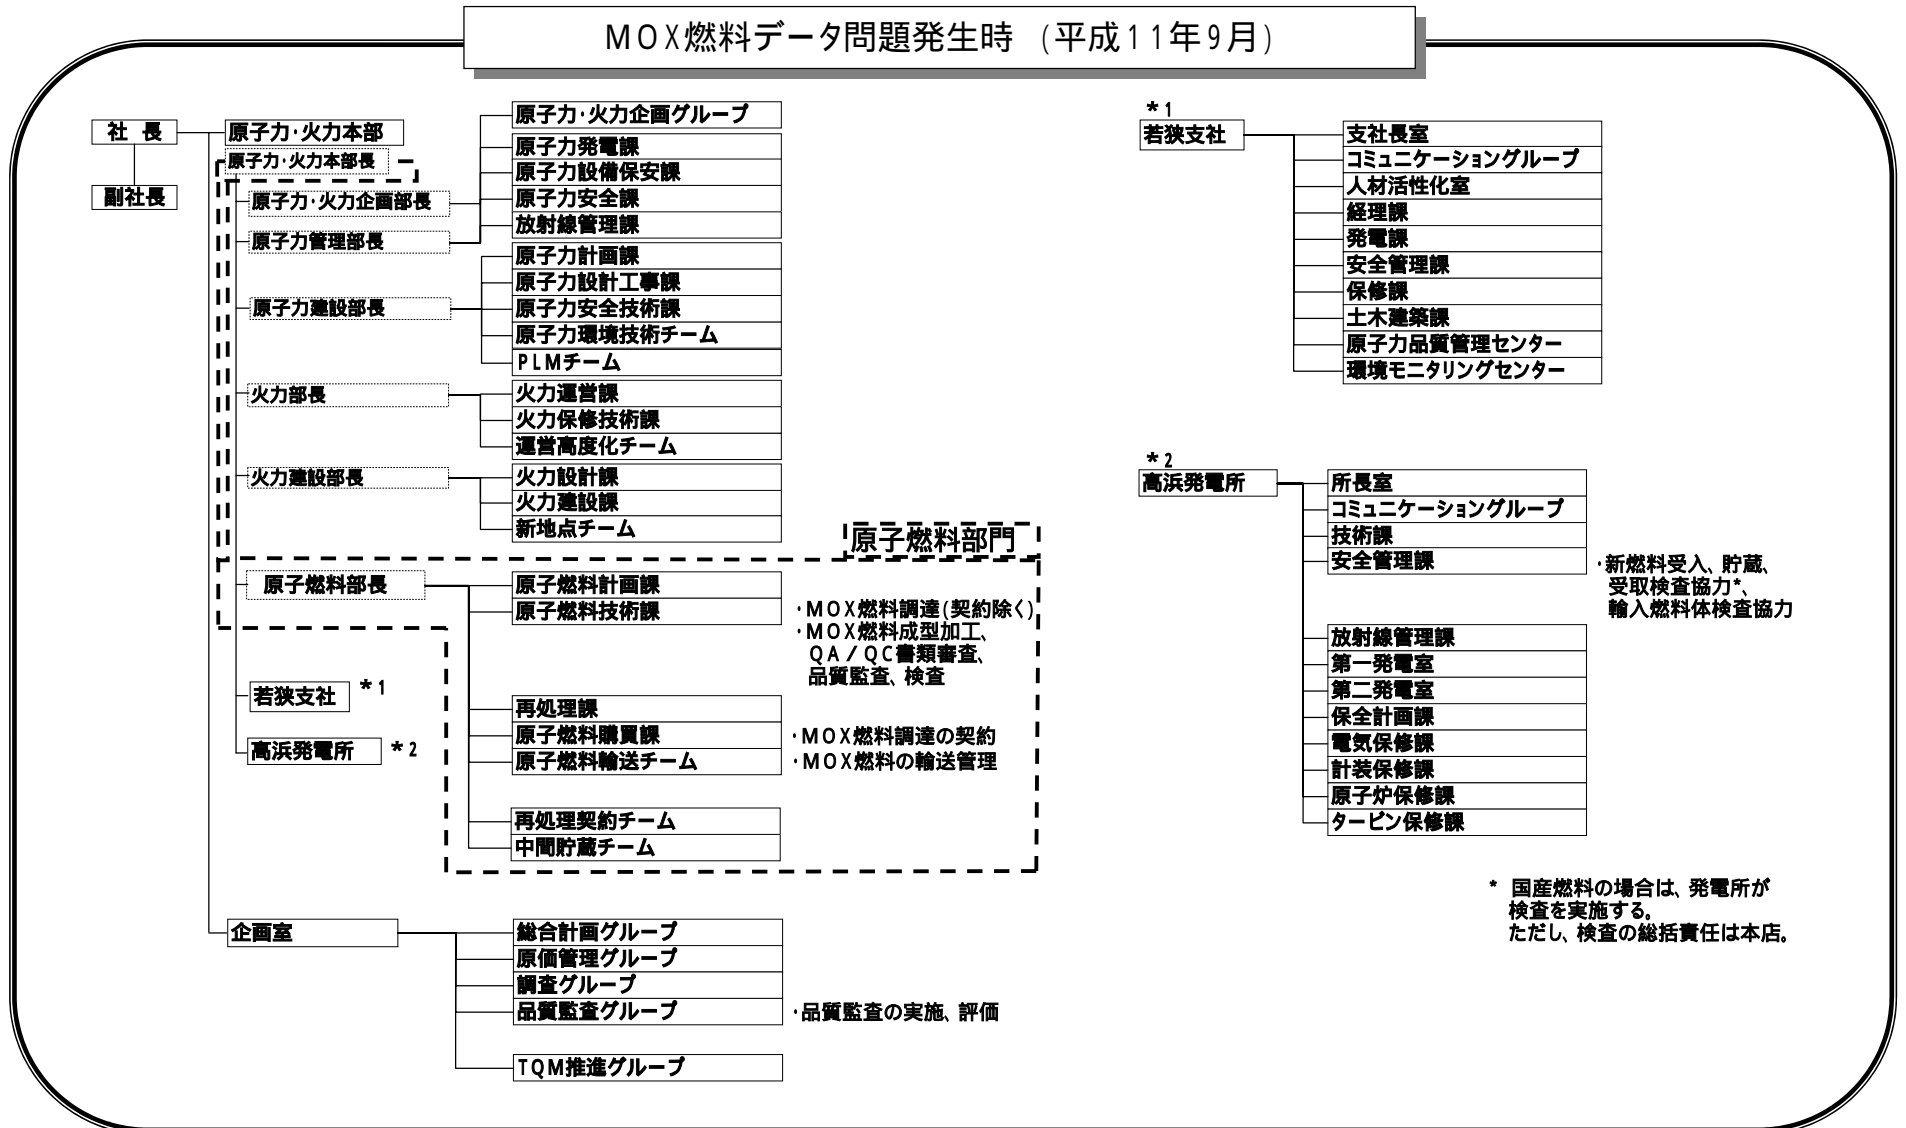 MOX燃料データ問題発生時 (平成11年9月)
社 長
副社長
原子力・火力本部
原子力・火力本部長
原子力・火力企画部長
原子力管理部長
原子力・火力企画グループ
原子力発電課
原子力設備保安課
原子力安全課
放射線管理課
原子力建設部長
原子力計画課
原子力設計工事課
原子力安全技術課
原子力環境技術チーム
PLMチーム
火力部長
火力運営課
火力保修技術課
運営高度化チーム
火力建設部長
火力設計課
火力建設課
新地点チーム
原子燃料部門
原子燃料部長
原子燃料計画課
原子燃料技術課
・MOX燃料調達(契約除く)
・MOX燃料成型加工、
QA/QC書類審査、
品質監査、検査
再処理課
原子燃料購買課
・MOX燃料調達の契約
原子燃料輸送チーム
・MOX燃料の輸送管理
再処理契約チーム
中間貯蔵チーム
若狭支社 *1
高浜発電所 *2
企画室
総合計画グループ
原価管理グループ
調査グループ
品質監査グループ
・品質監査の実施、評価
TQM推進グループ
*1
若狭支社
支社長室
コミュニケーショングループ
人材活性化室
経理課
発電課
安全管理課
保修課
土木建築課
原子力品質管理センター
環境モニタリングセンター
*2
高浜発電所
所長室
コミュニケーショングループ
技術課
安全管理課
・新燃料受入、貯蔵、
受取検査協力*、
輸入燃料体検査協力
放射線管理課
第一発電室
第二発電室
保全計画課
電気保修課
計装保修課
原子炉保修課
タービン保修課
* 国産燃料の場合は、発電所が
検査を実施する。
ただし、検査の総括責任は本店。